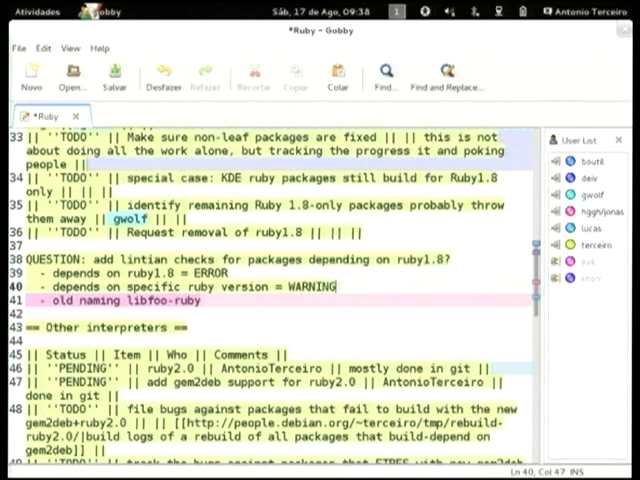 Atividades
Gobby
Sáb, 17 de Ago, 09:38
1
Antonio Terceiro
*Ruby - Gobby
File Edit View Help
Novo Open... Salvar Desfazer Refazer Recortar Copiar Colar Find... Find and Replace...
*Ruby
33 || ''TODO'' || Make sure non-leaf packages are fixed || || this is not
about doing all the work alone, but tracking the progress it and poking
people ||
34 || ''TODO'' || special case: KDE ruby packages still build for Ruby1.8
only || || ||
35 || ''TODO'' || identify remaining Ruby 1.8-only packages probably throw
them away || gwolf || ||
36 || ''TODO'' || Request removal of ruby1.8 || || ||
37
38 QUESTION: add lintian checks for packages depending on ruby1.8?
39 - depends on ruby1.8 = ERROR
40 - depends on specific ruby version = WARNING
41 - old naming libfoo-ruby
42
43 == Other interpreters ==
44
45 || Status || Item || Who || Comments ||
46 || ''PENDING'' || ruby2.0 || AntonioTerceiro || mostly done in git ||
47 || ''PENDING'' || add gem2deb support for ruby2.0 || AntonioTerceiro ||
done in git ||
48 || ''TODO'' || file bugs against packages that fail to build with the new
gem2deb+ruby2.0 || || [[http://people.debian.org/~terceiro/tmp/rebuild-
ruby2.0/|build logs of a rebuild of all packages that build-depend on
gem2deb]] ||
User List
boutil
deiv
gwolf
hggh/jonas
lucas
terceiro
Ln 40, Col 47 INS